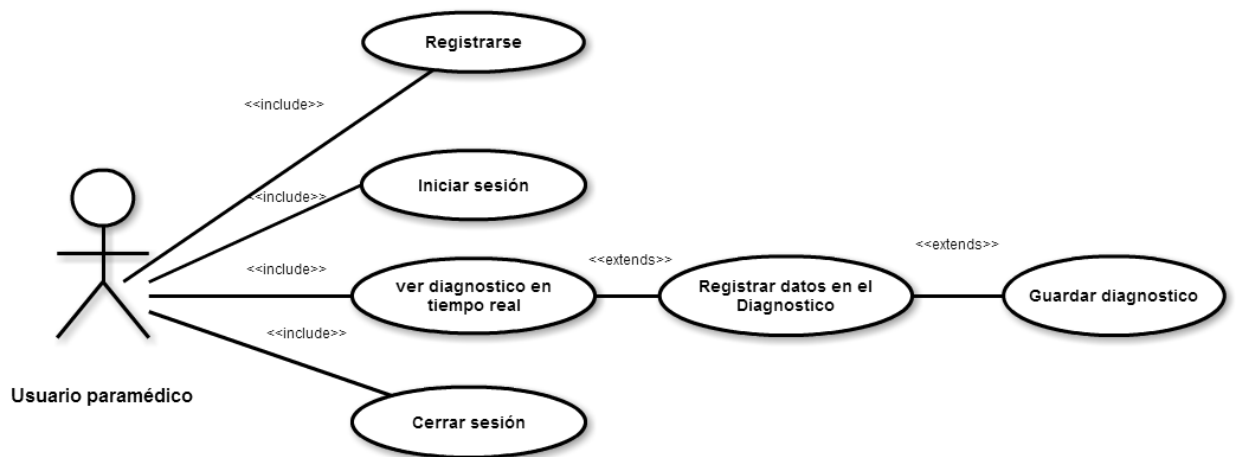 Registrarse
<<include>>
<<include>>
Iniciar sesión
<<include>>
ver diagnostico en
tiempo real
<<extends>>
Registrar datos en el
Diagnostico
<<extends>>
Guardar diagnostico
<<include>>
Cerrar sesión
Usuario paramédico